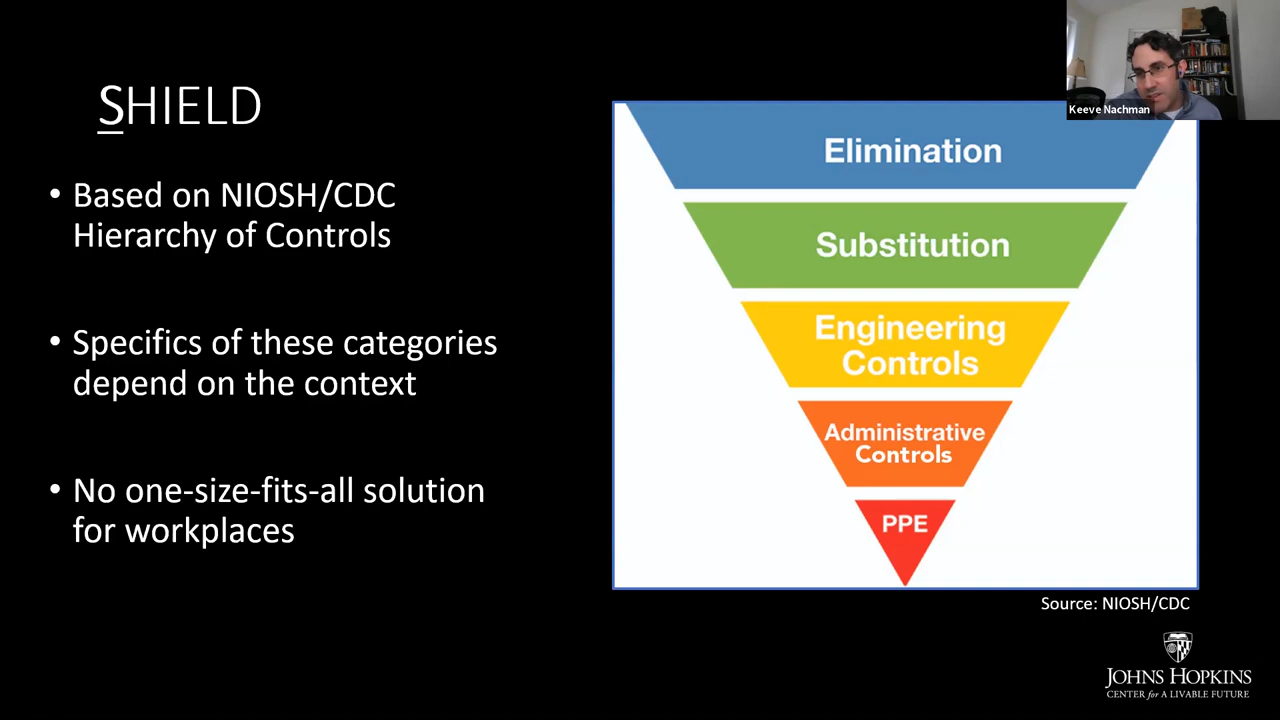 Keeve Nachman
SHIELD
• Based on NIOSH/CDC
Hierarchy of Controls
• Specifics of these categories
depend on the context
• No one-size-fits-all solution
for workplaces
Elimination
Substitution
Engineering
Controls
Administrative
Controls
PPE
Source: NIOSH/CDC
JOHNS HOPKINS
CENTER for A LIVABLE FUTURE